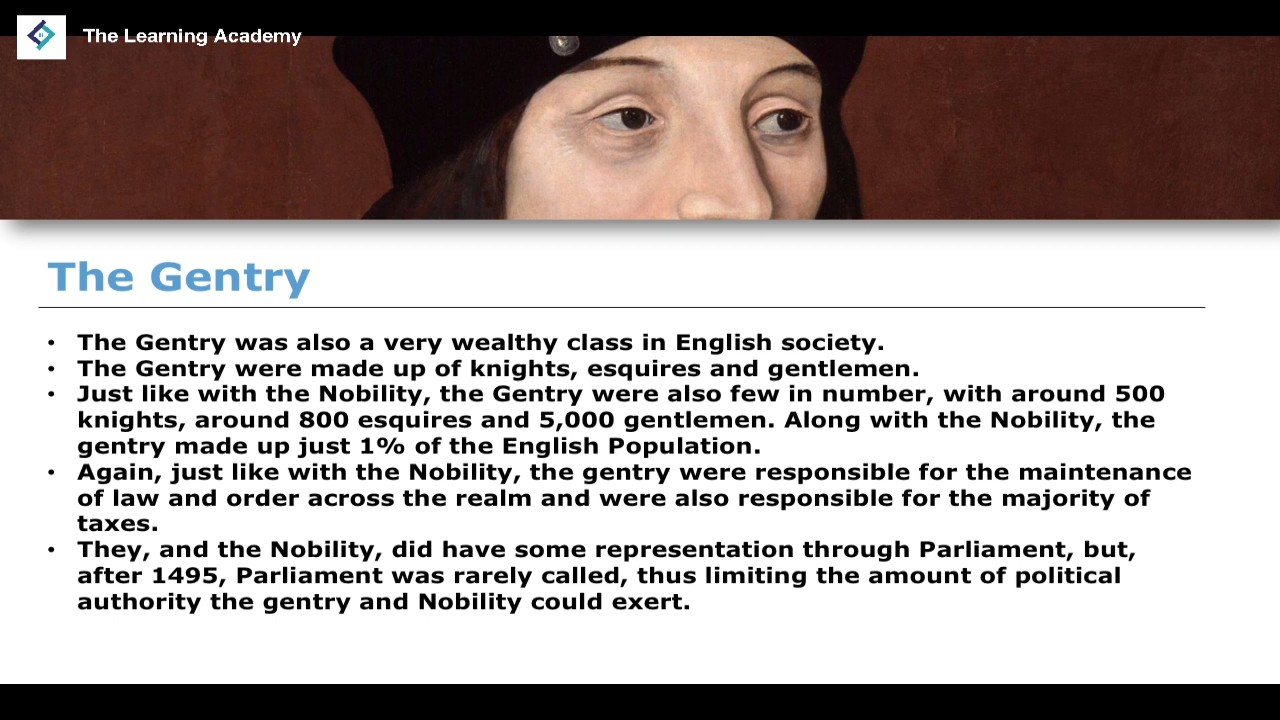 The Learning Academy
The Gentry
• The Gentry was also a very wealthy class in English society.
• The Gentry were made up of knights, esquires and gentlemen.
• Just like with the Nobility, the Gentry were also few in number, with around 500
knights, around 800 esquires and 5,000 gentlemen. Along with the Nobility, the
gentry made up just 1% of the English Population.
• Again, just like with the Nobility, the gentry were responsible for the maintenance
of law and order across the realm and were also responsible for the majority of
taxes.
• They, and the Nobility, did have some representation through Parliament, but,
after 1495, Parliament was rarely called, thus limiting the amount of political
authority the gentry and Nobility could exert.